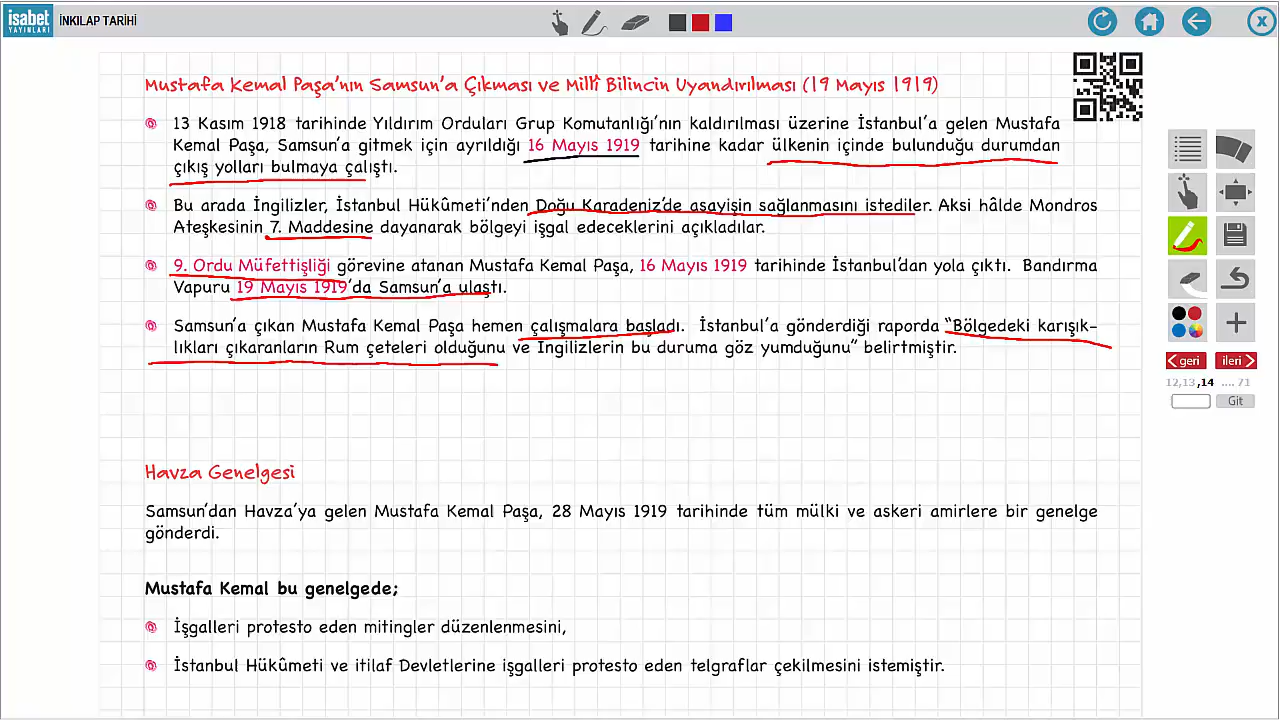 isabet
YAYINLARI
İNKILAP TARİHİ
Mustafa Kemal Paşa'nın Samsun'a Çıkması ve Millî Bilincin Uyandırılması (19 Mayıs 1919)
13 Kasım 1918 tarihinde Yıldırım Orduları Grup Komutanlığı'nın kaldırılması üzerine İstanbul'a gelen Mustafa
Kemal Paşa, Samsun'a gitmek için ayrıldığı 16 Mayıs 1919 tarihine kadar ülkenin içinde bulunduğu durumdan
çıkış yolları bulmaya çalıştı.
Bu arada İngilizler, İstanbul Hükûmeti'nden Doğu Karadeniz'de asayişin sağlanmasını istediler. Aksi hâlde Mondros
Ateşkesinin 7. Maddesine dayanarak bölgeyi işgal edeceklerini açıkladılar.
9. Ordu Müfettişliği görevine atanan Mustafa Kemal Paşa, 16 Mayıs 1919 tarihinde İstanbul'dan yola çıktı. Bandırma
Vapuru 19 Mayıs 1919'da Samsun'a ulaştı.
Samsun'a çıkan Mustafa Kemal Paşa hemen çalışmalara başladı. İstanbul'a gönderdiği raporda “Bölgedeki karışık-
lıkları çıkaranların Rum çeteleri olduğunu ve İngilizlerin bu duruma göz yumduğunu” belirtmiştir.
Havza Genelgesi
Samsun'dan Havza'ya gelen Mustafa Kemal Paşa, 28 Mayıs 1919 tarihinde tüm mülki ve askeri amirlere bir genelge
gönderdi.
Mustafa Kemal bu genelgede;
İşgalleri protesto eden mitingler düzenlenmesini,
İstanbul Hükûmeti ve itilaf Devletlerine işgalleri protesto eden telgraflar çekilmesini istemiştir.
geri ileri
12,13,14 .... 71
Git